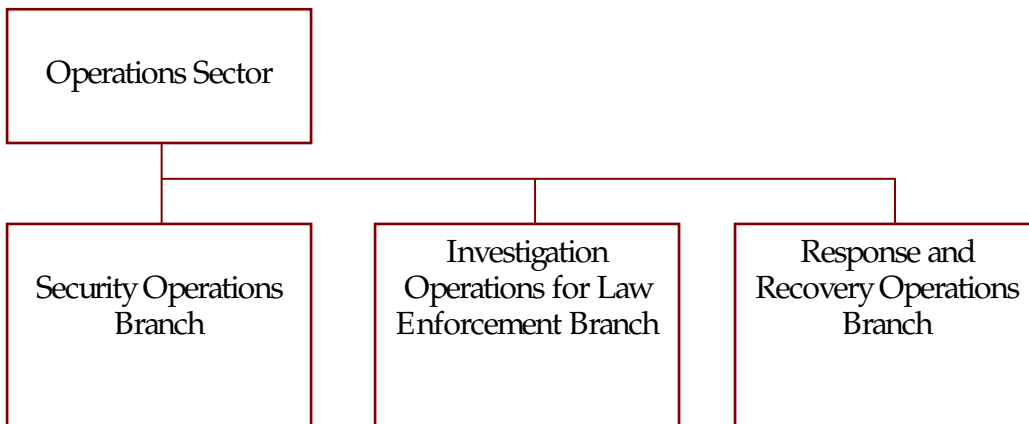 Operations Sector
Security Operations
Branch
Investigation
Operations for Law
Enforcement Branch
Response and
Recovery Operations
Branch